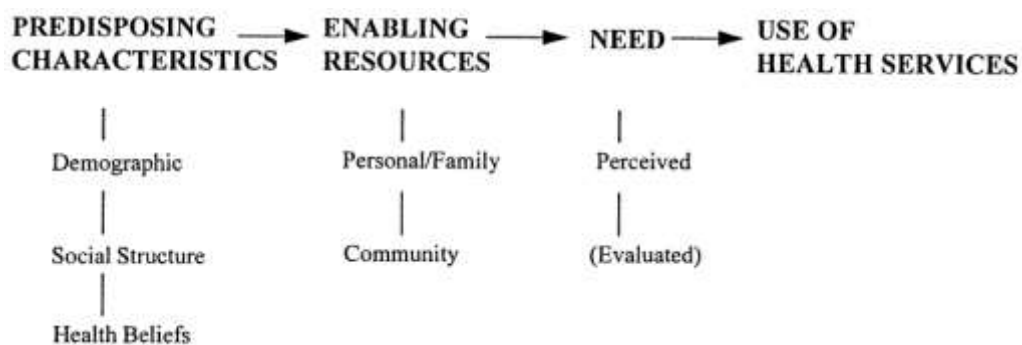 PREDISPOSING CHARACTERISTICS
ENABLING RESOURCES
NEED
USE OF HEALTH SERVICES
Demographic
Personal/Family
Perceived
Social Structure
Community
(Evaluated)
Health Beliefs